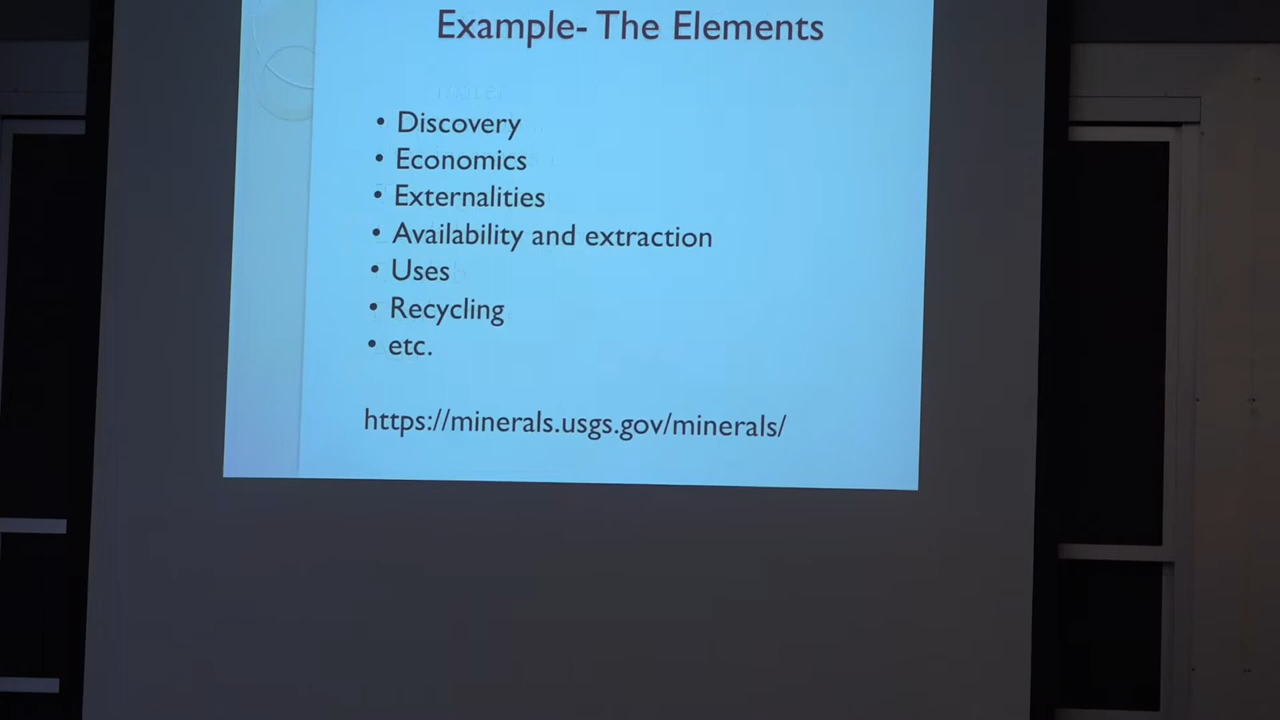 Example- The Elements
• Discovery
• Economics
• Externalities
• Availability and extraction
• Uses
• Recycling
• etc.
https://minerals.usgs.gov/minerals/